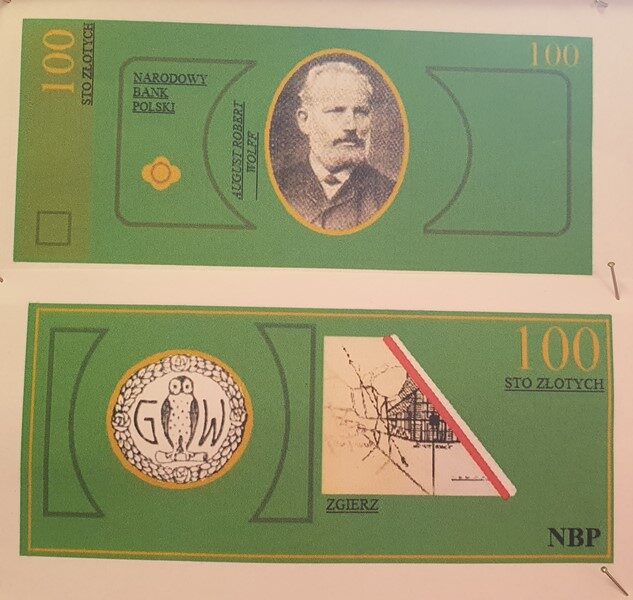 100
STO ZŁOTYCH
NARODOWY
BANK
POLSKI
AUGUST ROBERT
WOLFF
100
G W
ZGIERZ
100
STO ZŁOTYCH
NBP